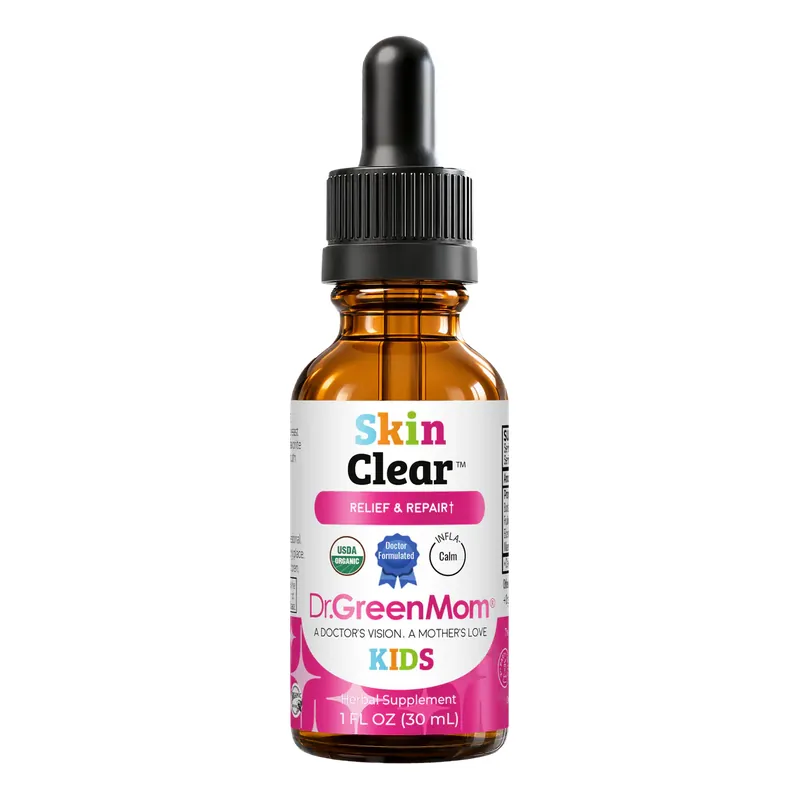 Skin
Clear™
RELIEF & REPAIR†
USDA
ORGANIC
Doctor
Formulated
INFLA-
Calm
Dr.GreenMom®
A DOCTOR'S VISION. A MOTHER'S LOVE
KIDS
Herbal Supplement
1 FL OZ (30 mL)